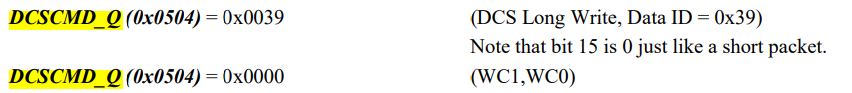 DCSCMD_Q (0x0504) = 0x0039 (DCS Long Write, Data ID = 0x39)
Note that bit 15 is 0 just like a short packet.
DCSCMD_Q (0x0504) = 0x0000 (WC1,WC0)